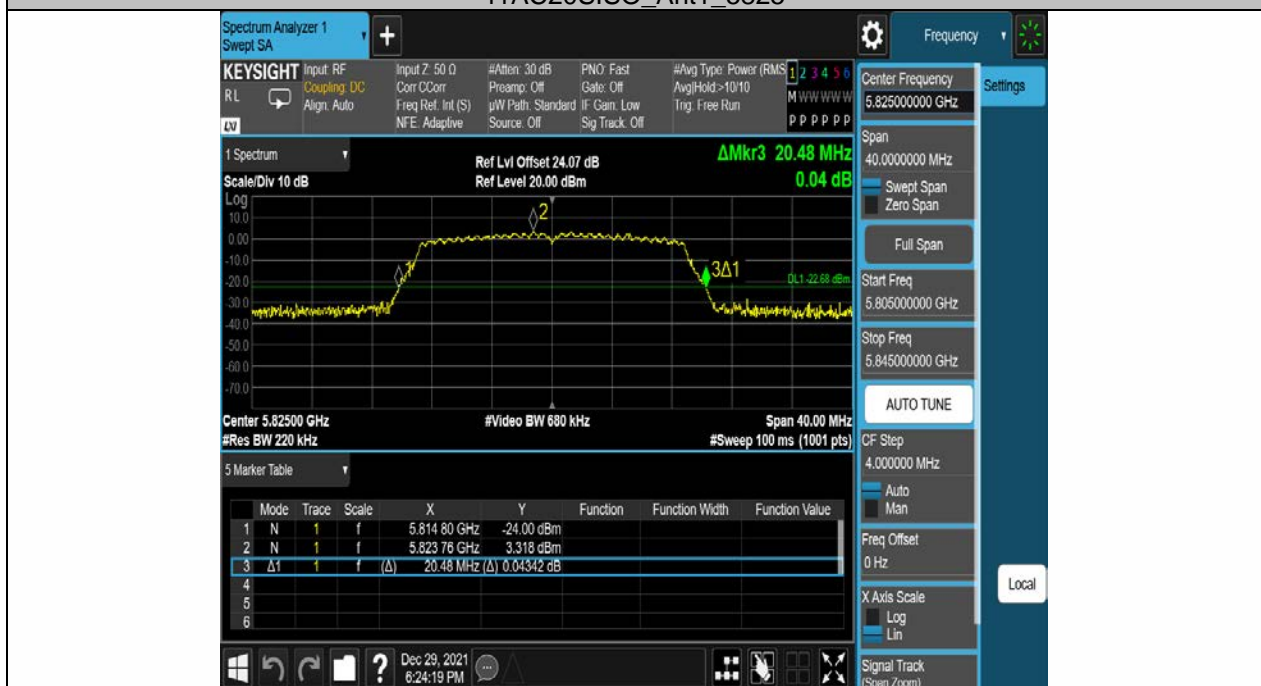 11AC20SISO_Ant1_5825
Spectrum Analyzer 1
Swept SA
Frequency
KEYSIGHT
RL
LXI
Input: RF
Coupling: DC
Align: Auto
Input Z: 50 Ω
Corr CCorr
Freq Ref: Int (S)
NFE: Adaptive
#Atten: 30 dB
Preamp: Off
µW Path: Standard
Source: Off
PNO: Fast
Gate: Off
IF Gain: Low
Sig Track: Off
#Avg Type: Power (RMS
Avg|Hold:>10/10
Trig: Free Run
1 2 3 4 5 6
M W W W W W
P P P P P P
1 Spectrum
Scale/Div 10 dB
Ref Lvl Offset 24.07 dB
Ref Level 20.00 dBm
ΔMkr3 20.48 MHz
0.04 dB
Log
10.0
0.00
-10.0
-20.0
-30.0
-40.0
-50.0
-60.0
-70.0
1
2
3Δ1
DL1 -22.68 dBm
Center 5.82500 GHz
#Video BW 680 kHz
Span 40.00 MHz
#Res BW 220 kHz
#Sweep 100 ms (1001 pts)
5 Marker Table
Mode Trace Scale X Y Function Function Width Function Value
1 N 1 f 5.814 80 GHz -24.00 dBm
2 N 1 f 5.823 76 GHz 3.318 dBm
3 Δ1 1 f (Δ) 20.48 MHz (Δ) 0.04342 dB
4
5
6
Dec 29, 2021
6:24:19 PM
Center Frequency
5.825000000 GHz
Settings
Span
40.0000000 MHz
Swept Span
Zero Span
Full Span
Start Freq
5.805000000 GHz
Stop Freq
5.845000000 GHz
AUTO TUNE
CF Step
4.000000 MHz
Auto
Man
Freq Offset
0 Hz
X Axis Scale
Log
Lin
Local
Signal Track
(Span Zoom)